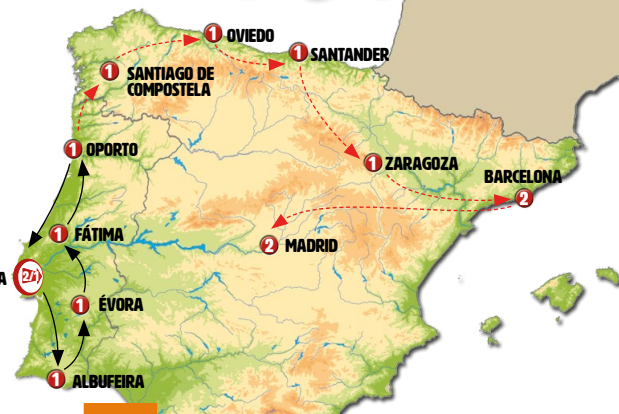 1 OVIEDO
1 SANTANDER
1 SANTIAGO DE
COMPOSTELA
1 OPORTO
1 ZARAGOZA
BARCELONA
2
1 FÁTIMA
2 MADRID
A 2/1
1 ÉVORA
1 ALBUFEIRA